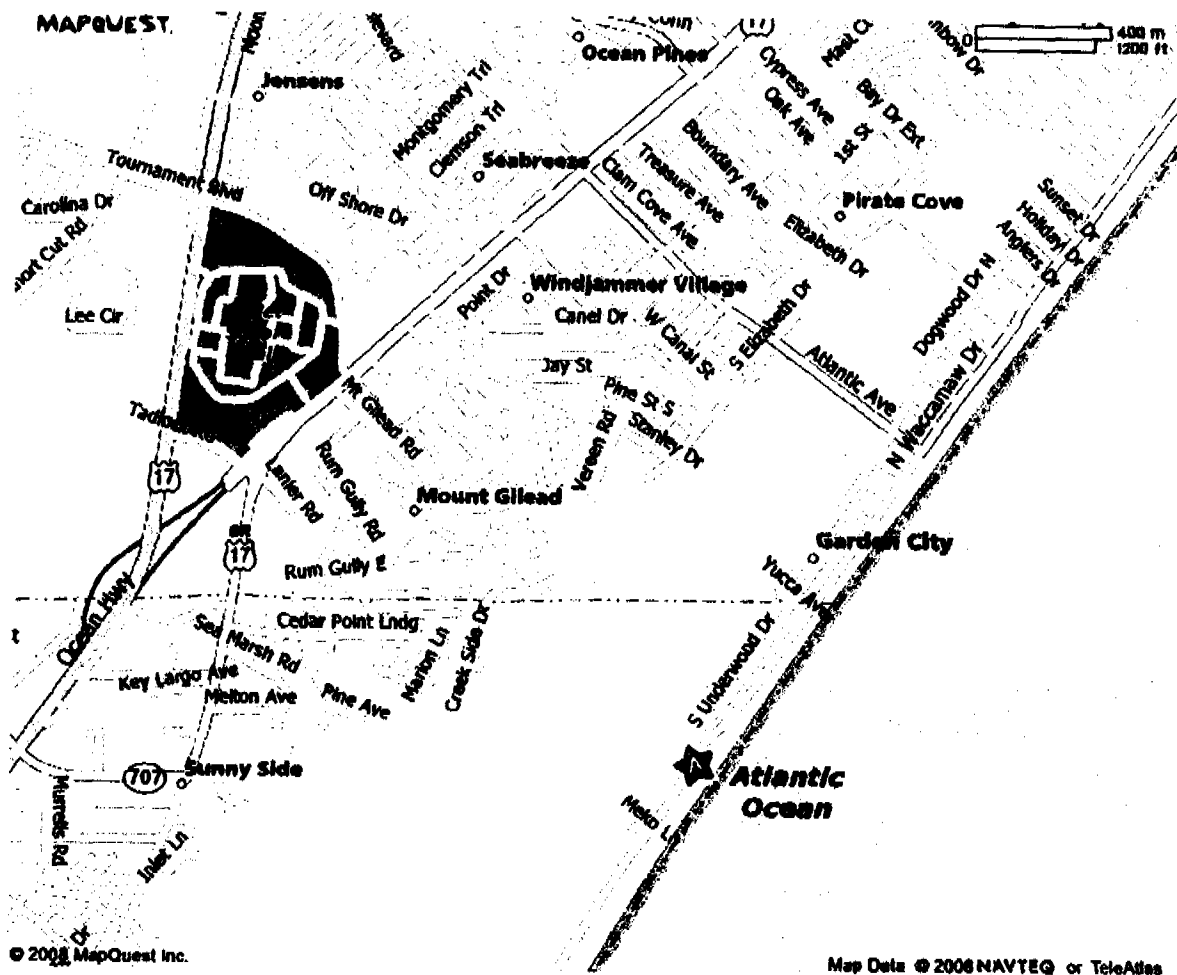 MAPQUEST.
17
400 m
0
1200 ft
Ocean Pines
Jensens
Cypress Ave
Oak Ave
Bay Dr Ext
1st St
Montgomery Trl
Clemson Trl
Seabreeze
Boundary Ave
Treasure Ave
Clam Cove Ave
Tournament Blvd
Carolina Dr
Off Shore Dr
Pirate Cove
Elizabeth Dr
Sunset Dr
Holiday Dr
Anglers Dr
Dogwood Dr N
Lee Cir
Point Dr
Windjammer Village
Canel Dr
W Canal St
S Elizabeth Dr
Jay St
Pine St S
Stanley Dr
Vereen Rd
Atlantic Ave
N Waccamaw Dr
Mt Gilead Rd
17
Lanier Rd
Rum Gully Rd
Mount Gilead
17
Garden City
Rum Gully E
Yucca Ave
Ocean Hwy
Cedar Point Lndg
Sea Marsh Rd
Marlon Ln
Creek Side Dr
Key Largo Ave
Melton Ave
Pine Ave
S Underwood Dr
707
Sunny Side
Atlantic
Ocean
Murrells Rd
Inlet Ln
© 2008 MapQuest Inc.
Map Data © 2008 NAVTEQ or TeleAtlas